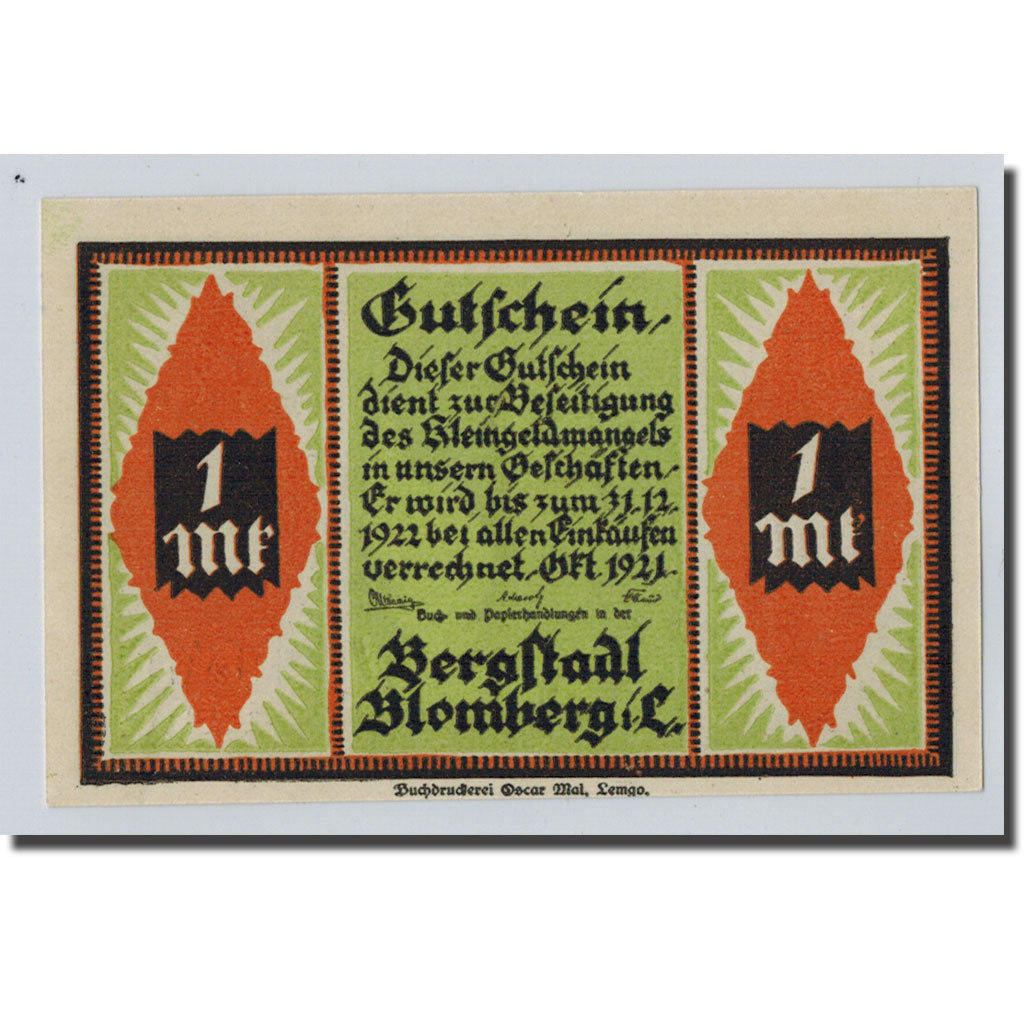 Gutschein.
Dieser Gutschein
dient zur Beseitigung
des Kleingeldmangels
in unsern Geschäften.
Er wird bis zum 31.12.
1922 bei allen Einkäufen
verrechnet. Okt. 1921.
Buch- und Papierhandlungen in der
Bergstadt
Blomberg i. L.
1
Mk
1
Mk
Buchdruckerei Oscar Mal, Lemgo.